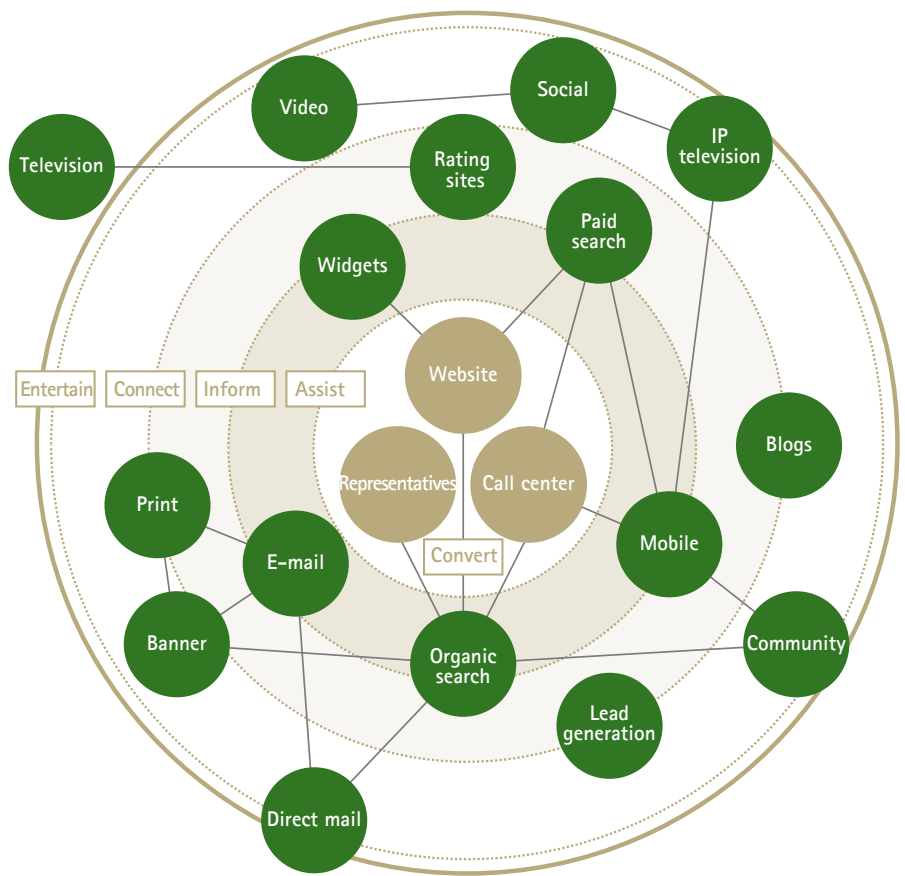 Social
Video
IP
television
Television
Rating
sites
Paid
search
Widgets
Website
Entertain
Connect
Inform
Assist
Blogs
Representatives
Call center
Print
Mobile
Convert
E-mail
Banner
Community
Organic
search
Lead
generation
Direct mail